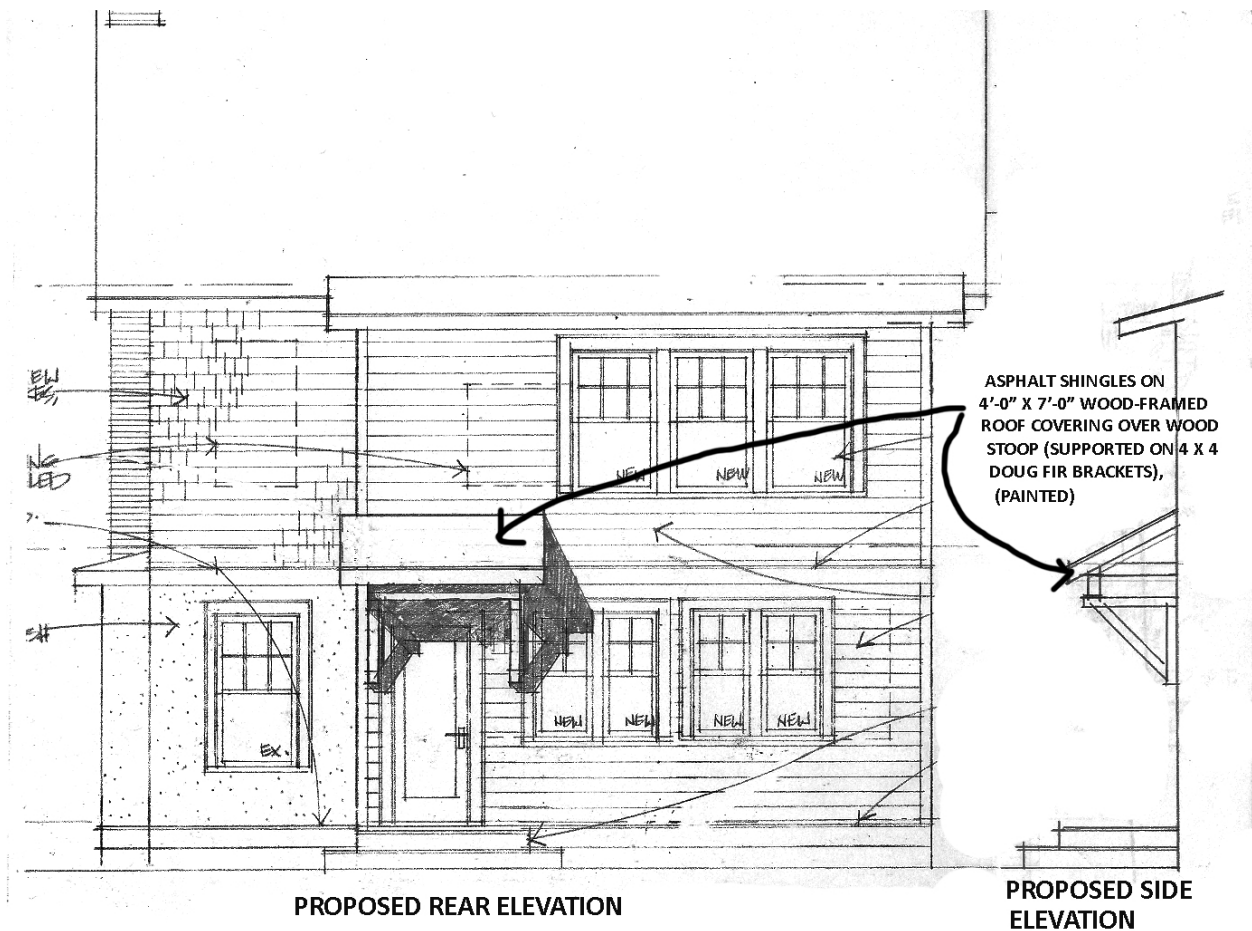 NEW
NEW
NEW
ASPHALT SHINGLES ON
4'-0" X 7'-0" WOOD-FRAMED
ROOF COVERING OVER WOOD
STOOP (SUPPORTED ON 4 X 4
DOUG FIR BRACKETS),
(PAINTED)
EX.
NEW
NEW
NEW
NEW
PROPOSED REAR ELEVATION
PROPOSED SIDE
ELEVATION